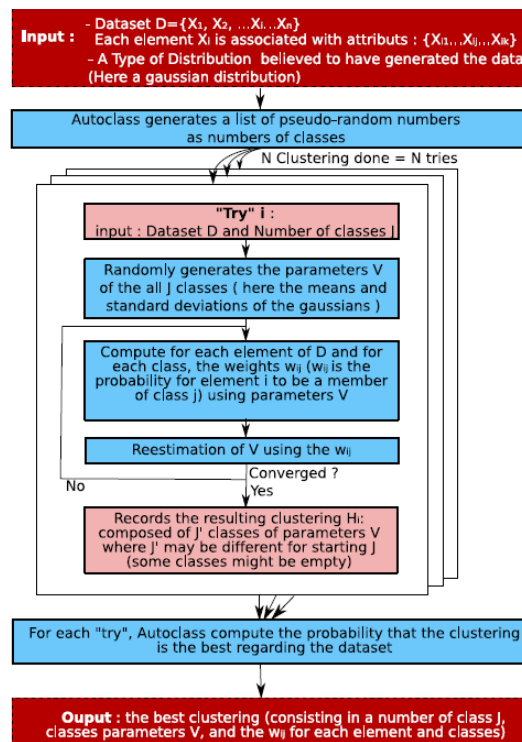 Input :
- Dataset D={X₁, X₂, ...Xᵢ... Xₙ}
Each element Xᵢ is associated with attributs : {Xᵢ₁...Xᵢⱼ...Xᵢₖ}
- A Type of Distribution believed to have generated the data
(Here a gaussian distribution)
Autoclass generates a list of pseudo-random numbers
as numbers of classes
N Clustering done = N tries
"Try" i :
input : Dataset D and Number of classes J
Randomly generates the parameters V
of the all J classes ( here the means and
standard deviations of the gaussians )
Compute for each element of D and for
each class, the weights wᵢⱼ (wᵢⱼ is the
probability for element i to be a member
of class j) using parameters V
Reestimation of V using the wᵢⱼ
Converged ?
No
Yes
Records the resulting clustering Hᵢ:
composed of J' classes of parameters V
where J' may be different for starting J
(some classes might be empty)
For each "try", Autoclass compute the probability that the clustering
is the best regarding the dataset
Ouput : the best clustering (consisting in a number of class J,
classes parameters V, and the wᵢⱼ for each element and classes)